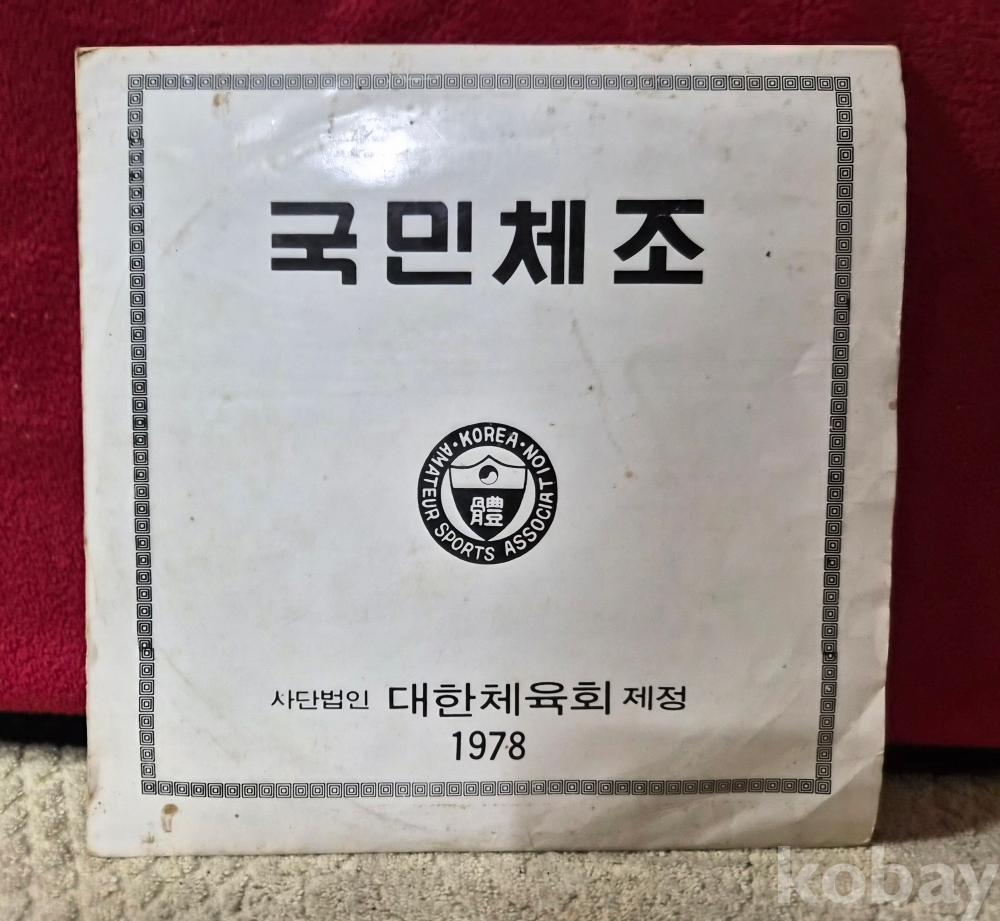 국민체조
KOREA · AMATEUR SPORTS ASSOCIATION ·
體
사단법인 대한체육회 제정
1978
kobay